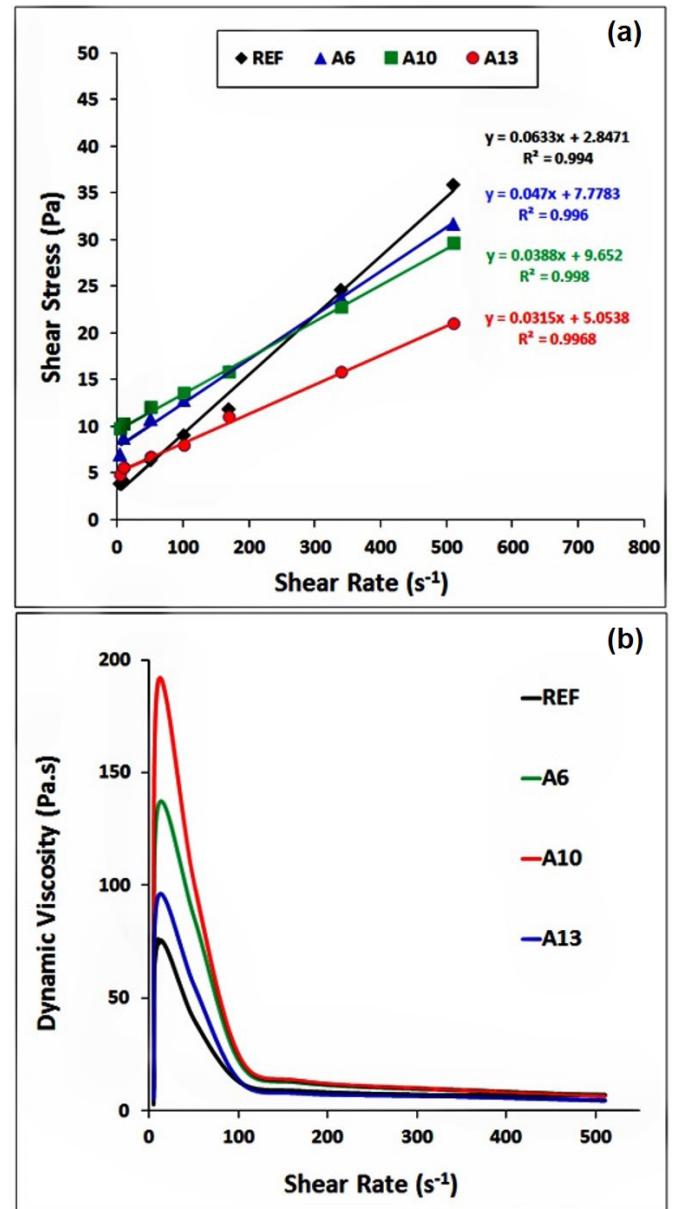 (a)
REF A6 A10 A13
50
45
40
35
30
25
20
15
10
5
0
Shear Stress (Pa)
y = 0.0633x + 2.8471
R² = 0.994
y = 0.047x + 7.7783
R² = 0.996
y = 0.0388x + 9.652
R² = 0.998
y = 0.0315x + 5.0538
R² = 0.9968
0 100 200 300 400 500 600 700 800
Shear Rate (s⁻¹)
(b)
200
150
100
50
0
Dynamic Viscosity (Pa.s)
REF
A6
A10
A13
0 100 200 300 400 500
Shear Rate (s⁻¹)